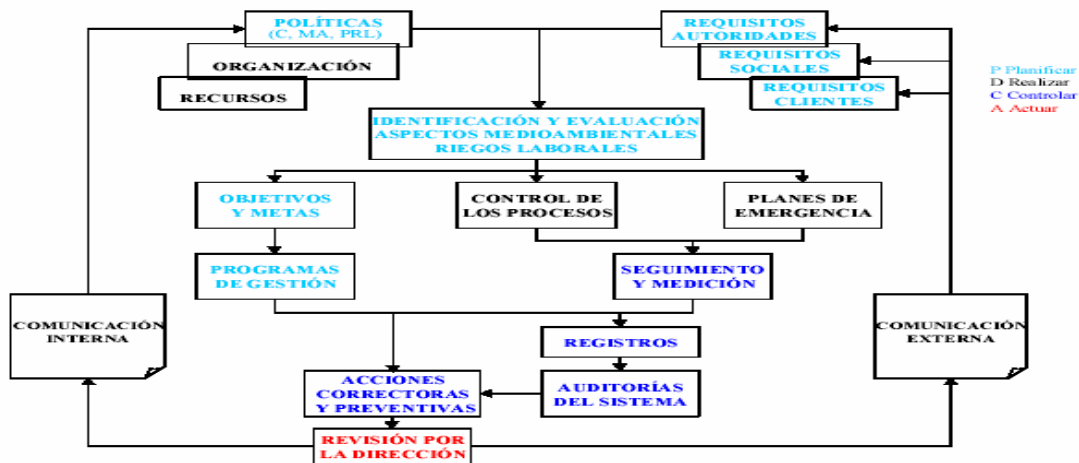 POLÍTICAS
(C, MA, PRL)
ORGANIZACIÓN
RECURSOS
REQUISITOS
AUTORIDADES
REQUISITOS
SOCIALES
REQUISITOS
CLIENTES
P Planificar
D Realizar
C Controlar
A Actuar
IDENTIFICACIÓN Y EVALUACIÓN
ASPECTOS MEDIOAMBIENTALES
RIEGOS LABORALES
OBJETIVOS
Y METAS
CONTROL DE
LOS PROCESOS
PLANES DE
EMERGENCIA
PROGRAMAS
DE GESTIÓN
SEGUIMIENTO
Y MEDICIÓN
COMUNICACIÓN
INTERNA
COMUNICACIÓN
EXTERNA
REGISTROS
ACCIONES
CORRECTORAS
Y PREVENTIVAS
AUDITORÍAS
DEL SISTEMA
REVISIÓN POR
LA DIRECCIÓN